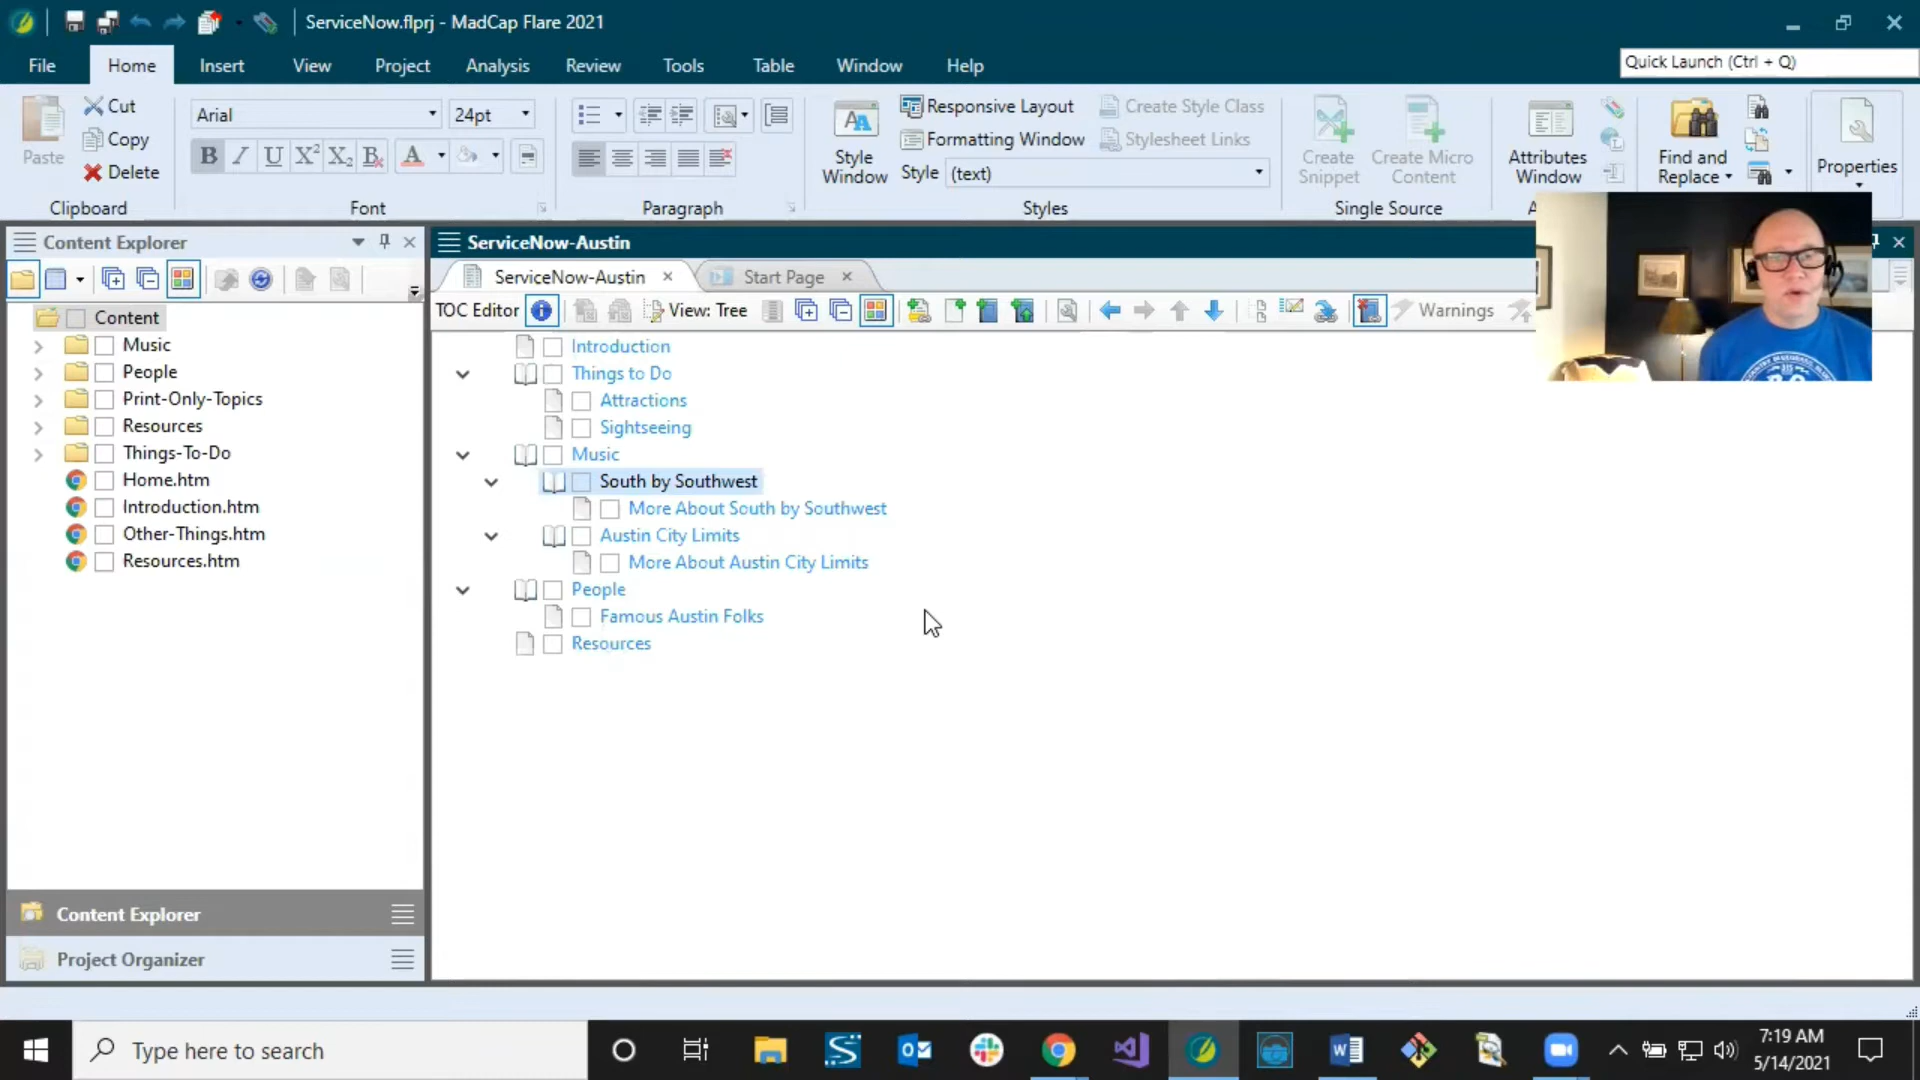 ServiceNow.flprj - MadCap Flare 2021
File
Home
Insert
View
Project
Analysis
Review
Tools
Table
Window
Help
Quick Launch (Ctrl + Q)
Paste
Cut
Copy
Delete
Clipboard
Arial
24pt
B
I
U
X²
X₂
B
A
Font
Paragraph
Style Window
Responsive Layout
Formatting Window
Style
(text)
Create Style Class
Stylesheet Links
Styles
Create Snippet
Create Micro Content
Single Source
Attributes Window
Find and Replace
Properties
Content Explorer
ServiceNow-Austin
ServiceNow-Austin
Start Page
TOC Editor
View: Tree
Warnings
Content
Music
People
Print-Only-Topics
Resources
Things-To-Do
Home.htm
Introduction.htm
Other-Things.htm
Resources.htm
Introduction
Things to Do
Attractions
Sightseeing
Music
South by Southwest
More About South by Southwest
Austin City Limits
More About Austin City Limits
People
Famous Austin Folks
Resources
Content Explorer
Project Organizer
Type here to search
7:19 AM
5/14/2021